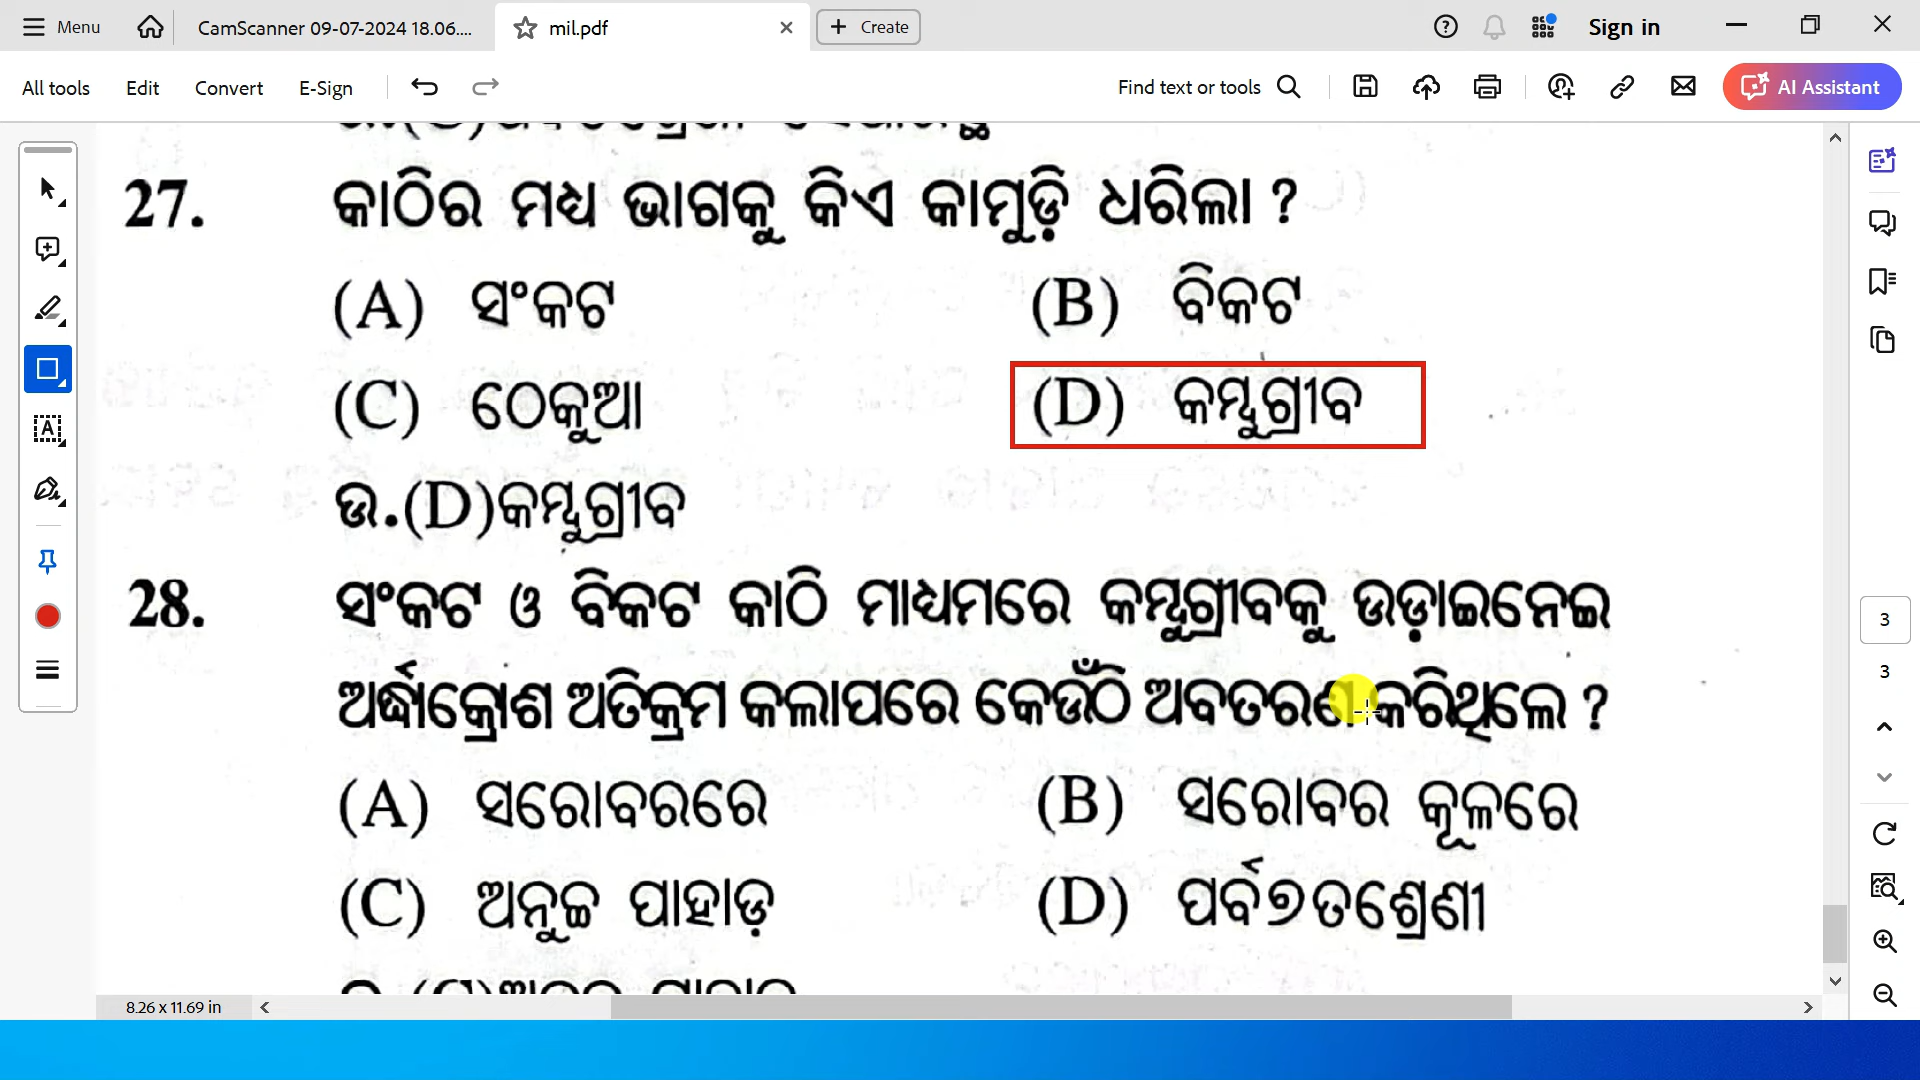 Menu
CamScanner 09-07-2024 18.06....
mil.pdf
Create
Sign in
All tools
Edit
Convert
E-Sign
Find text or tools
AI Assistant
27. କାଠିର ମଧ୍ୟ ଭାଗକୁ କିଏ କାମୁଡ଼ି ଧରିଲା ?
(A) ସଂକଟ
(B) ବିକଟ
(C) ଠେକୁଆ
(D) କମ୍ବୁଗ୍ରୀବ
ଉ.(D)କମ୍ବୁଗ୍ରୀବ
28. ସଂକଟ ଓ ବିକଟ କାଠି ମାଧ୍ୟମରେ କମ୍ବୁଗ୍ରୀବକୁ ଉଡ଼ାଇନେଇ
ଅର୍ଦ୍ଧାକ୍ରୋଶ ଅତିକ୍ରମ କଲାପରେ କେଉଁଠି ଅବତରଣ କରିଥିଲେ ?
(A) ସରୋବରରେ
(B) ସରୋବର କୂଳରେ
(C) ଅନୁଚ୍ଚ ପାହାଡ଼
(D) ପର୍ବ୭ତଶ୍ରେଣୀ
3
3
8.26 x 11.69 in